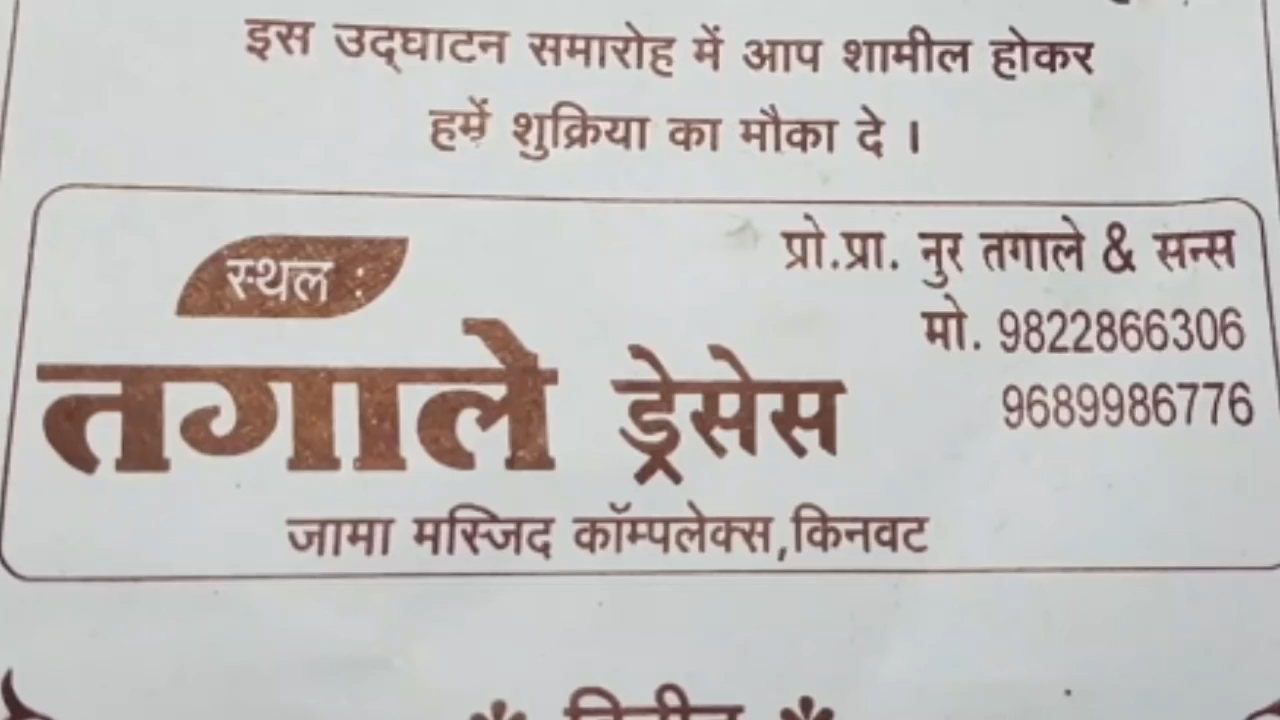 इस उद्‌घाटन समारोह में आप शामील होकर
हमें शुक्रिया का मौका दे ।
स्थल :
प्रो.प्रा. नुर तगाले & सन्स
मो. 9822866306
9689986776
तगाले ड्रेसेस
जामा मस्जिद कॉम्पलेक्स,किनवट